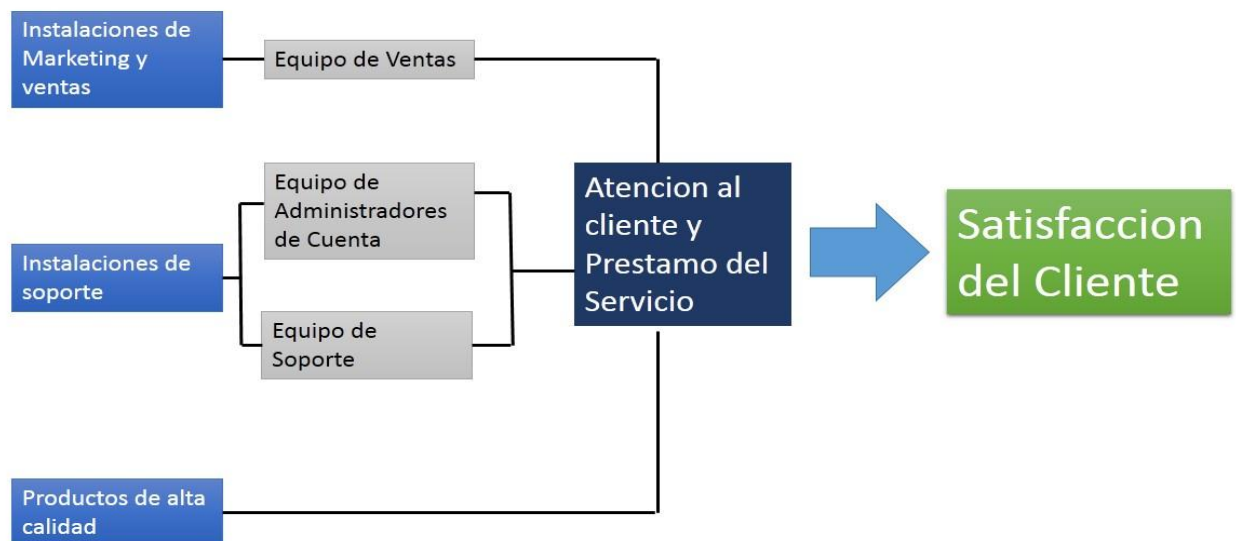 Instalaciones de
Marketing y
ventas
Equipo de Ventas
Equipo de
Administradores
de Cuenta
Instalaciones de
soporte
Equipo de
Soporte
Atencion al
cliente y
Prestamo del
Servicio
Satisfaccion
del Cliente
Productos de alta
calidad